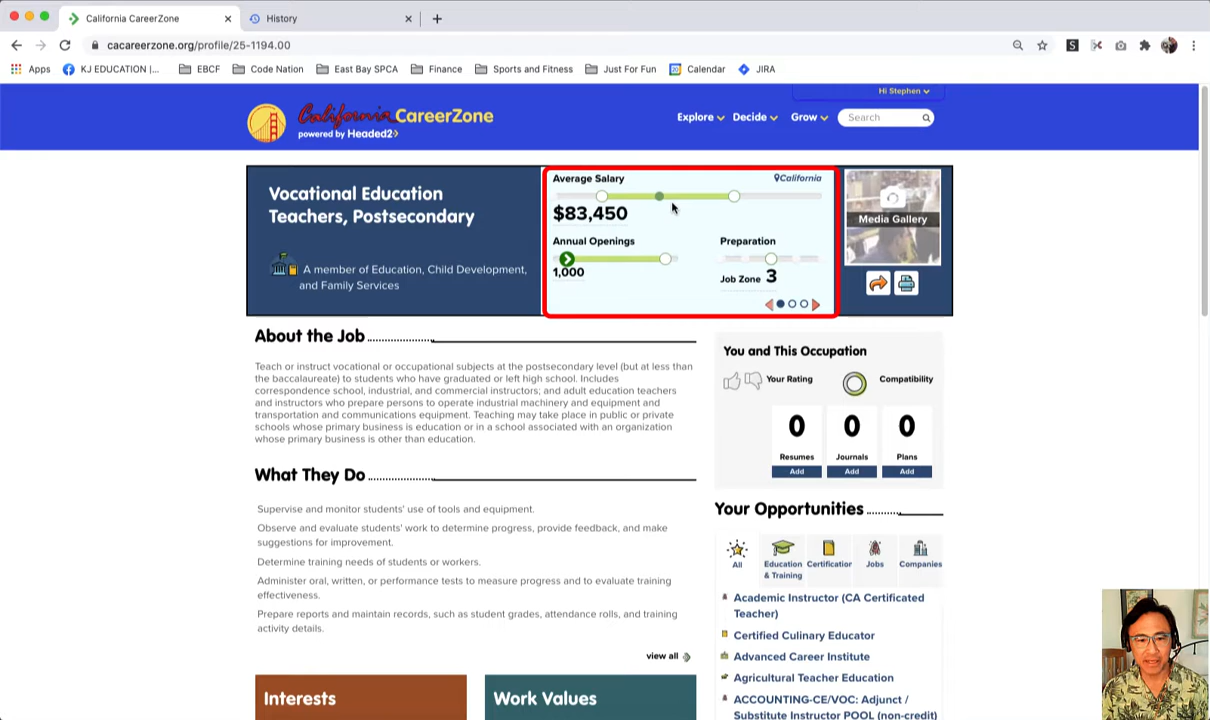 California CareerZone
History
cacareerzone.org/profile/25-1194.00
Apps
KJ EDUCATION |...
EBCF
Code Nation
East Bay SPCA
Finance
Sports and Fitness
Just For Fun
Calendar
JIRA
Hi Stephen
California CareerZone
powered by Headed2
Explore
Decide
Grow
Search
Vocational Education
Teachers, Postsecondary
A member of Education, Child Development,
and Family Services
Average Salary
California
$83,450
Annual Openings
Preparation
1,000
Job Zone 3
Media Gallery
About the Job
Teach or instruct vocational or occupational subjects at the postsecondary level (but at less than
the baccalaureate) to students who have graduated or left high school. Includes
correspondence school, industrial, and commercial instructors; and adult education teachers
and instructors who prepare persons to operate industrial machinery and equipment and
transportation and communications equipment. Teaching may take place in public or private
schools whose primary business is education or in a school associated with an organization
whose primary business is other than education.
What They Do
Supervise and monitor students' use of tools and equipment.
Observe and evaluate students' work to determine progress, provide feedback, and make
suggestions for improvement.
Determine training needs of students or workers.
Administer oral, written, or performance tests to measure progress and to evaluate training
effectiveness.
Prepare reports and maintain records, such as student grades, attendance rolls, and training
activity details.
view all
Interests
Work Values
You and This Occupation
Your Rating
Compatibility
0
0
0
Resumes
Journals
Plans
Add
Add
Add
Your Opportunities
All
Education
& Training
Certification
Jobs
Companies
Academic Instructor (CA Certificated
Teacher)
Certified Culinary Educator
Advanced Career Institute
Agricultural Teacher Education
ACCOUNTING-CE/VOC: Adjunct /
Substitute Instructor POOL (non-credit)